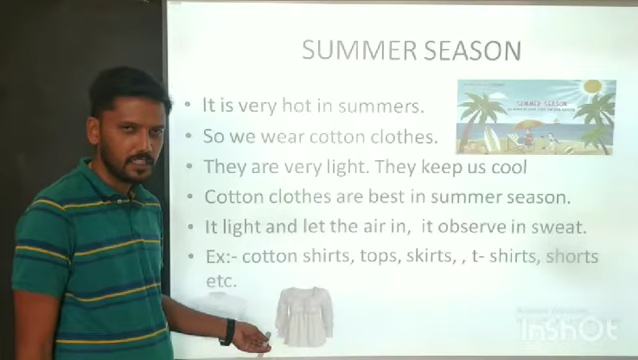 SUMMER SEASON
• It is very hot in summers.
SUMMER SEASON
• So we wear cotton clothes.
• They are very light. They keep us cool
• Cotton clothes are best in summer season.
• It light and let the air in, it observe in sweat.
• Ex:- cotton shirts, tops, skirts, , t- shirts, shorts
etc.
InShOt